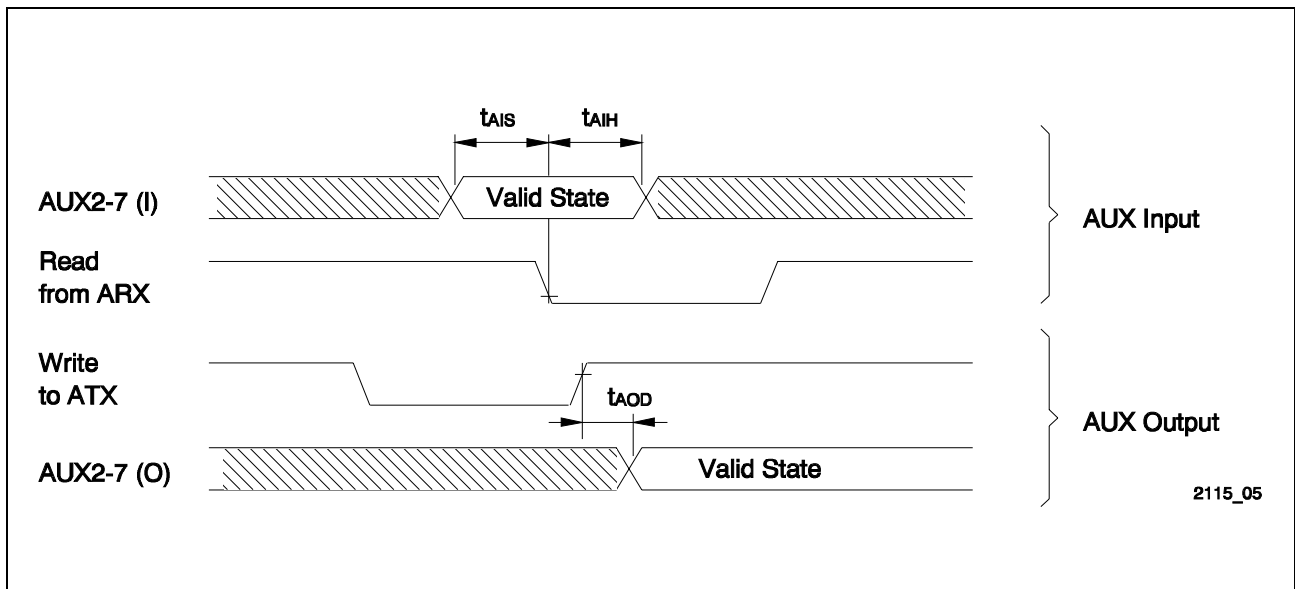 tAIS
tAIH
AUX2-7 (I)
Valid State
AUX Input
Read
from ARX
Write
to ATX
tAOD
AUX Output
AUX2-7 (O)
Valid State
2115_05